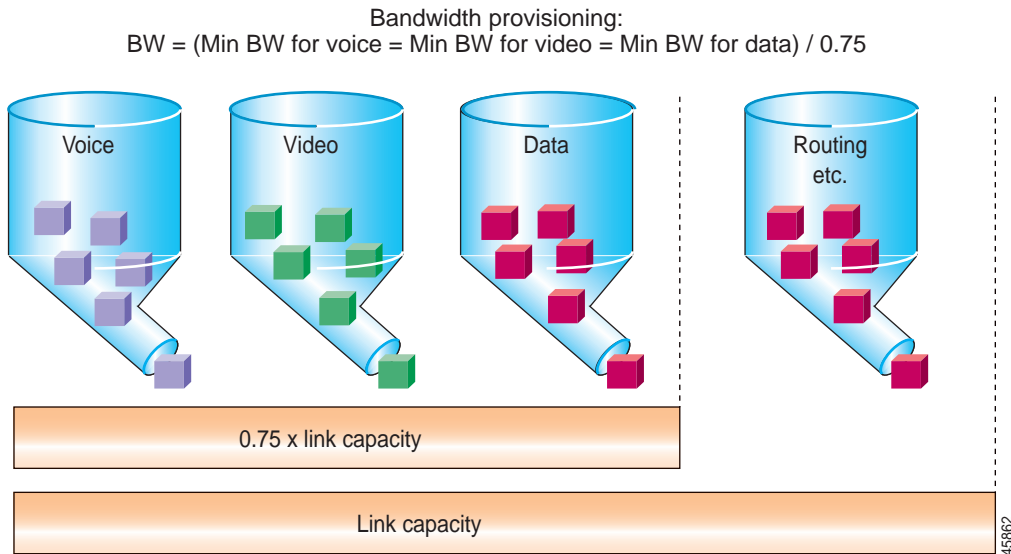 Bandwidth provisioning:
BW = (Min BW for voice = Min BW for video = Min BW for data) / 0.75
Voice
Video
Data
Routing
etc.
0.75 x link capacity
Link capacity
45862